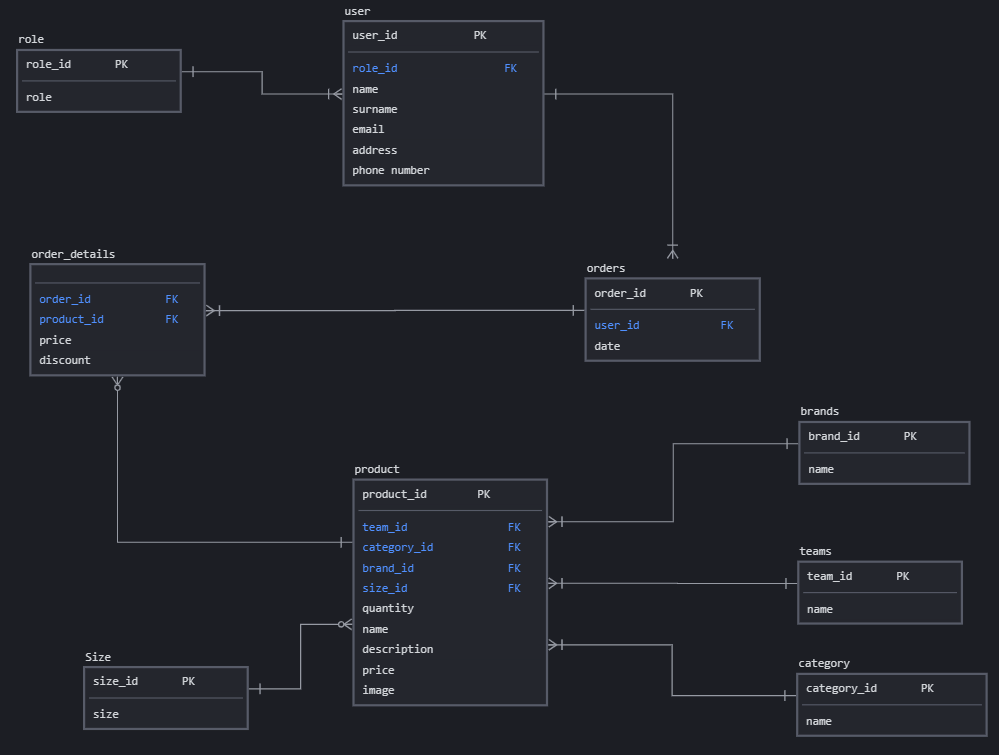 user
user_id PK
role_id FK
name
surname
email
address
phone number
role
role_id PK
role
order_details
order_id FK
product_id FK
price
discount
orders
order_id PK
user_id FK
date
brands
brand_id PK
name
product
product_id PK
team_id FK
category_id FK
brand_id FK
size_id FK
quantity
name
description
price
image
teams
team_id PK
name
Size
size_id PK
size
category
category_id PK
name